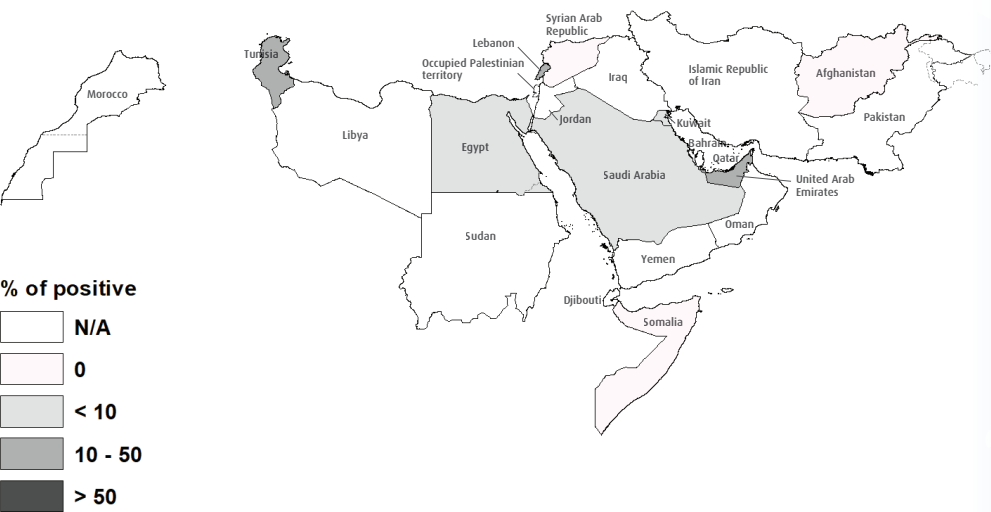 Syrian Arab
Republic
Tunisia
Lebanon
Occupied Palestinian
territory
Morocco
Iraq
Islamic Republic
of Iran
Afghanistan
Pakistan
Libya
Egypt
Jordan
Kuwait
Bahrain
Qatar
Saudi Arabia
United Arab
Emirates
Oman
Sudan
Yemen
Djibouti
Somalia
% of positive
N/A
0
< 10
10 - 50
> 50